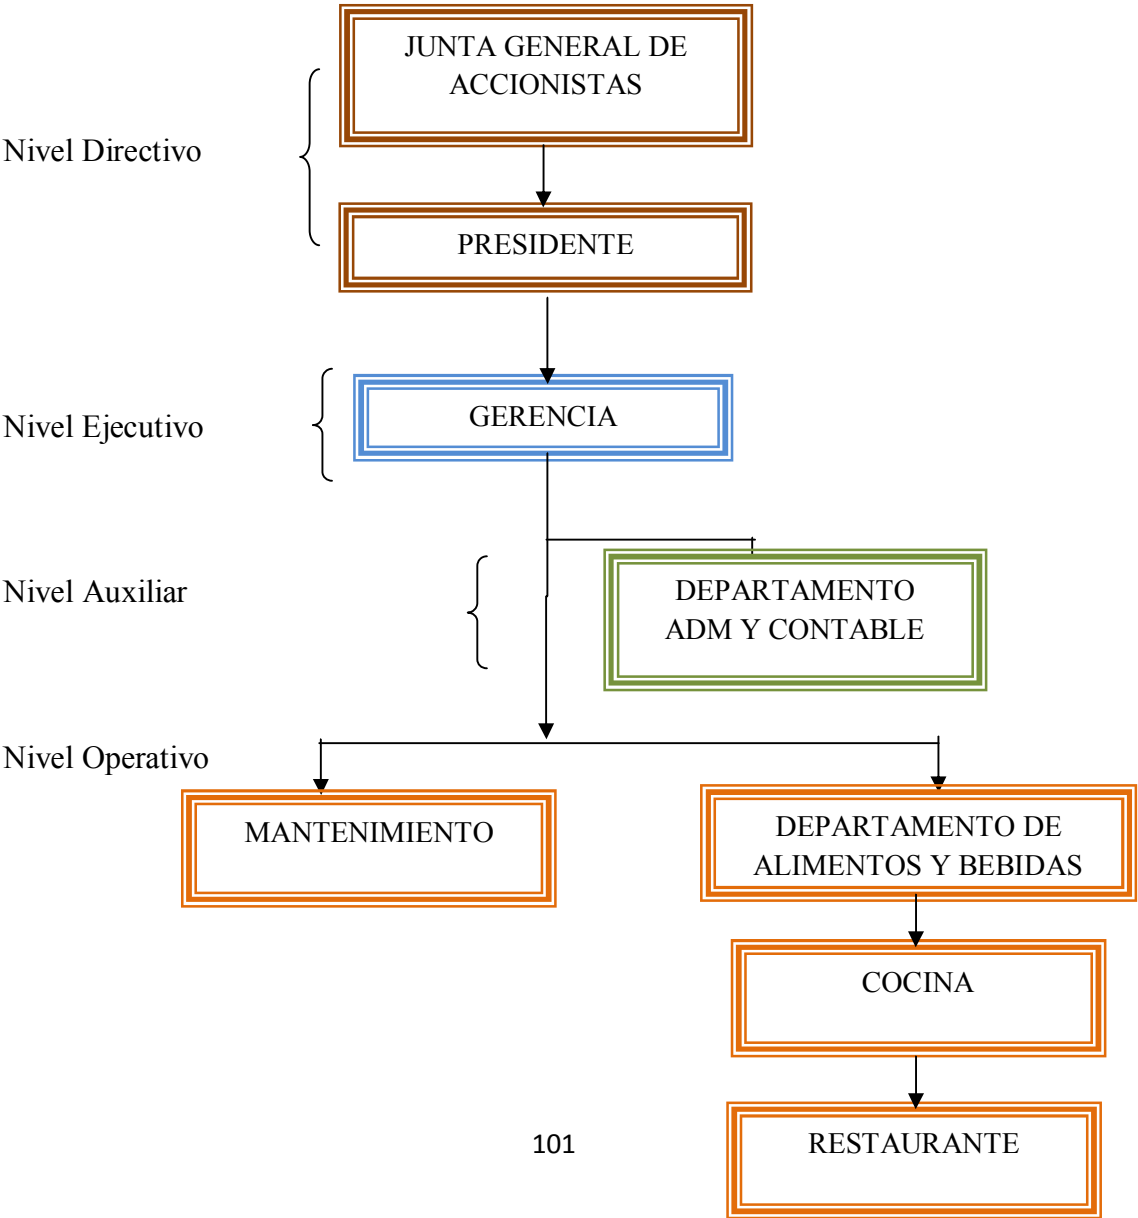 JUNTA GENERAL DE
ACCIONISTAS
Nivel Directivo
PRESIDENTE
Nivel Ejecutivo
GERENCIA
Nivel Auxiliar
DEPARTAMENTO
ADM Y CONTABLE
Nivel Operativo
MANTENIMIENTO
DEPARTAMENTO DE
ALIMENTOS Y BEBIDAS
COCINA
RESTAURANTE
101